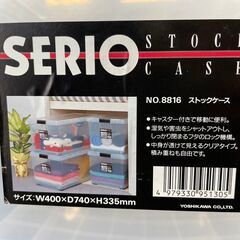 SERIO
STOCK
CASE
NO.8816 ストックケース
●キャスター付きで移動に便利。
●湿気や害虫をシャットアウトし、
しっかり閉まるフタのロック機構。
●中身が透けて見えるクリアタイプ。
積み重ねも自由です。
サイズ:W400×D740×H335mm
4 979330 951305
YOSHIKAWA CO.,LTD.